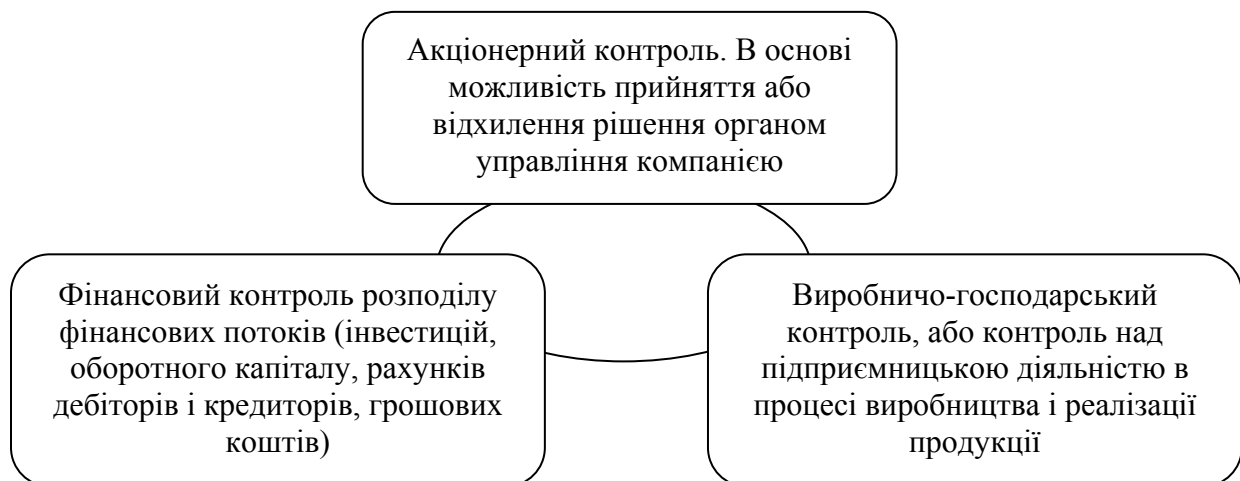 Акціонерний контроль. В основі
можливість прийняття або
відхилення рішення органом
управління компанією
Фінансовий контроль розподілу
фінансових потоків (інвестицій,
оборотного капіталу, рахунків
дебіторів і кредиторів, грошових
коштів)
Виробничо-господарський
контроль, або контроль над
підприємницькою діяльністю в
процесі виробництва і реалізації
продукції